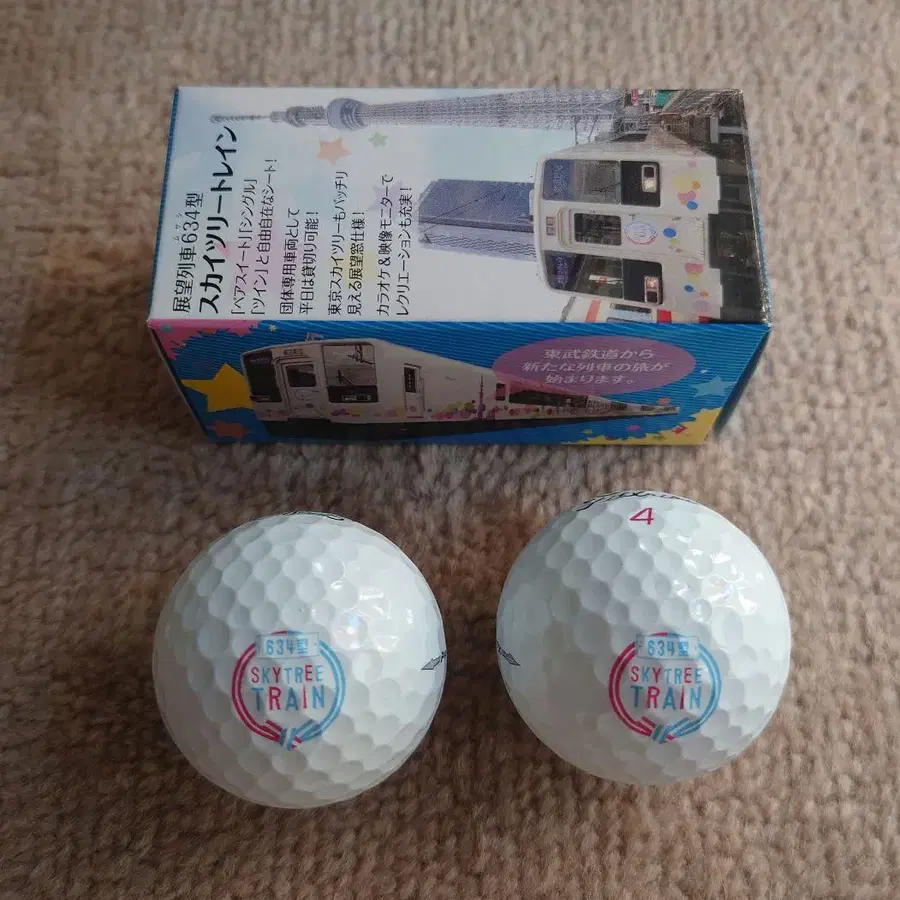 展望列車634型
ムサシ
スカイツリートレイン
「ペアスイート」「シングル」
「ツイン」と自由自在なシート！
団体専用車両として
平日は貸切り可能！
東京スカイツリーもバッチリ
見える展望窓仕様！
カラオケ&映像モニターで
レクリエーションも充実！
東武鉄道から
新たな列車の旅が
始まります。
634型
SKYTREE
TRAIN
4
634型
SKYTREE
TRAIN